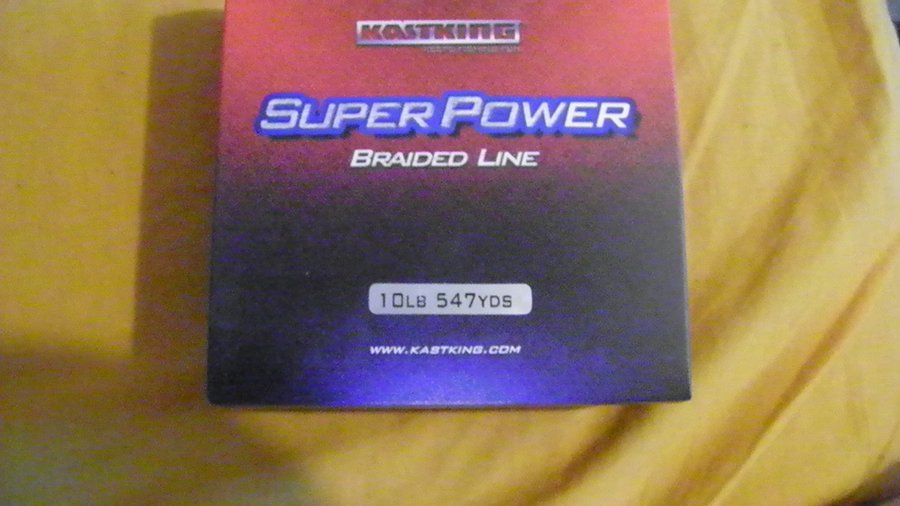 KASTKING
SUPER POWER
BRAIDED LINE
10LB 547YDS
WWW.KASTKING.COM